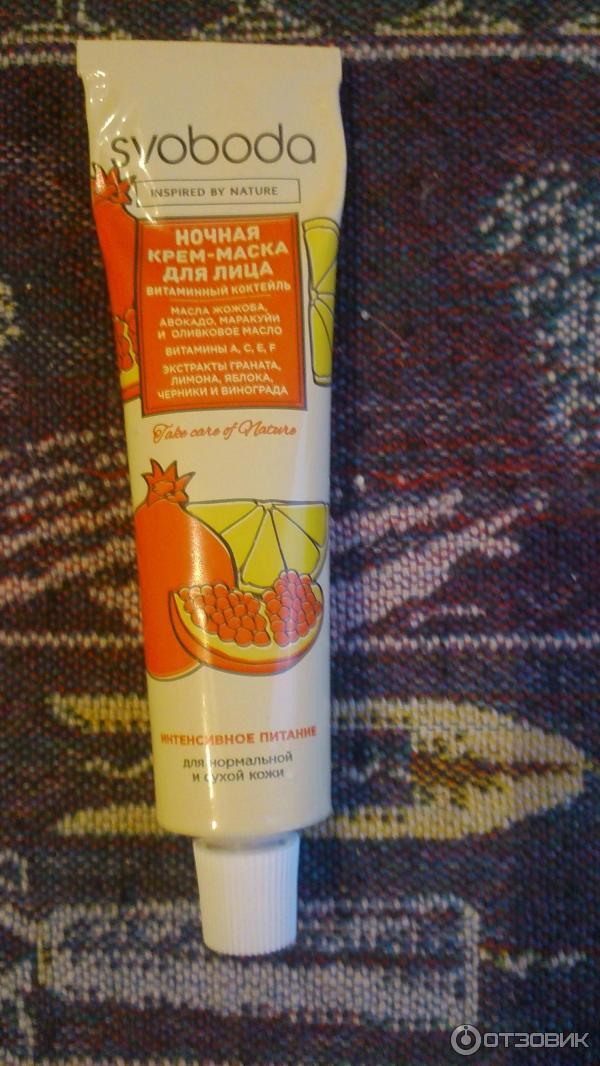 svoboda
INSPIRED BY NATURE
НОЧНАЯ
КРЕМ-МАСКА
ДЛЯ ЛИЦА
ВИТАМИННЫЙ КОКТЕЙЛЬ
МАСЛА ЖОЖОБА,
АВОКАДО, МАРАКУЙИ
И ОЛИВКОВОЕ МАСЛО
ВИТАМИНЫ А, С, Е, F
ЭКСТРАКТЫ ГРАНАТА,
ЛИМОНА, ЯБЛОКА,
ЧЕРНИКИ И ВИНОГРАДА
Take care of Nature
ИНТЕНСИВНОЕ ПИТАНИЕ
для нормальной
и сухой кожи
ОТЗОВИК